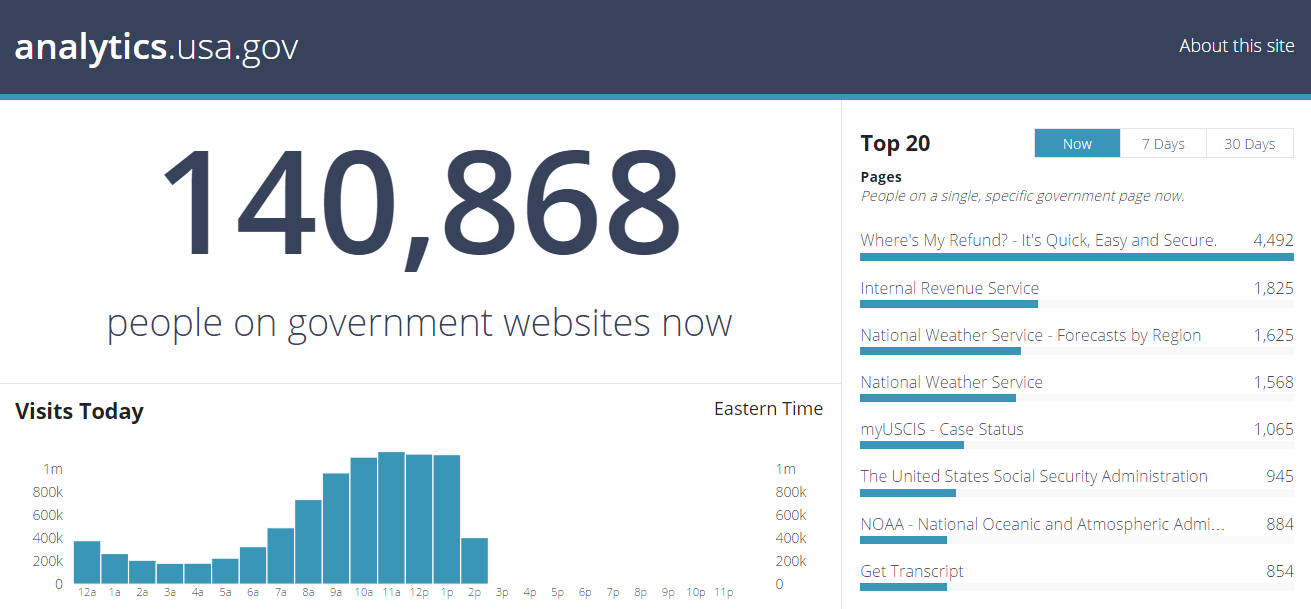 analytics.usa.gov
About this site
140,868
people on government websites now
Visits Today
Eastern Time
1m 1m
800k 800k
600k 600k
400k 400k
200k 200k
0 0
12a 1a 2a 3a 4a 5a 6a 7a 8a 9a 10a 11a 12p 1p 2p 3p 4p 5p 6p 7p 8p 9p 10p 11p
Top 20
Now 7 Days 30 Days
Pages
People on a single, specific government page now.
Where's My Refund? - It's Quick, Easy and Secure. 4,492
Internal Revenue Service 1,825
National Weather Service - Forecasts by Region 1,625
National Weather Service 1,568
myUSCIS - Case Status 1,065
The United States Social Security Administration 945
NOAA - National Oceanic and Atmospheric Admi... 884
Get Transcript 854